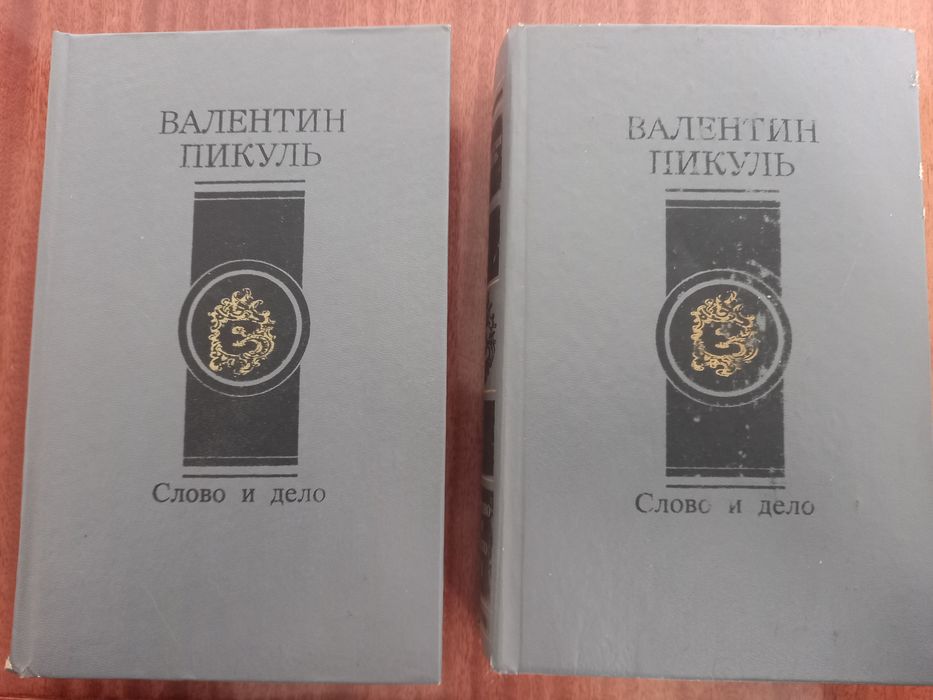 ВАЛЕНТИН
ПИКУЛЬ
Слово и дело
ВАЛЕНТИН
ПИКУЛЬ
Слово и дело